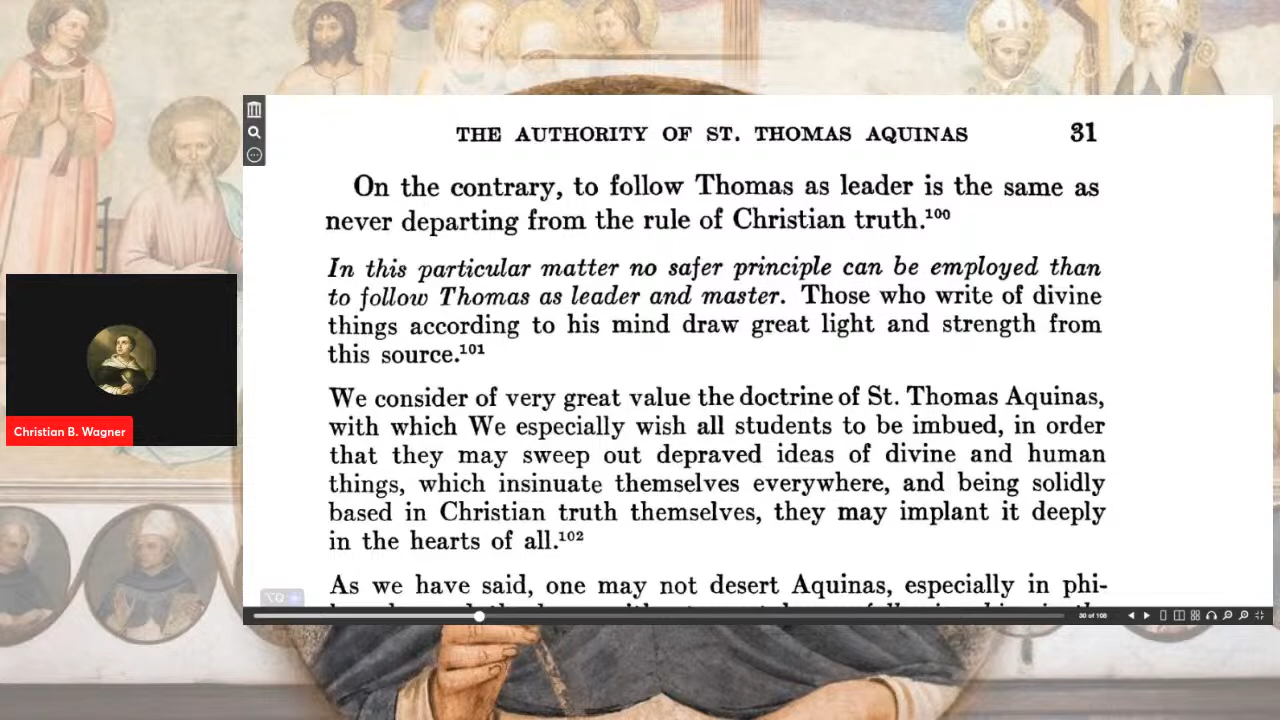 THE AUTHORITY OF ST. THOMAS AQUINAS 31
On the contrary, to follow Thomas as leader is the same as
never departing from the rule of Christian truth.¹⁰⁰
In this particular matter no safer principle can be employed than
to follow Thomas as leader and master. Those who write of divine
things according to his mind draw great light and strength from
this source.¹⁰¹
We consider of very great value the doctrine of St. Thomas Aquinas,
with which We especially wish all students to be imbued, in order
that they may sweep out depraved ideas of divine and human
things, which insinuate themselves everywhere, and being solidly
based in Christian truth themselves, they may implant it deeply
in the hearts of all.¹⁰²
As we have said, one may not desert Aquinas, especially in phi-
30 of 108
Christian B. Wagner